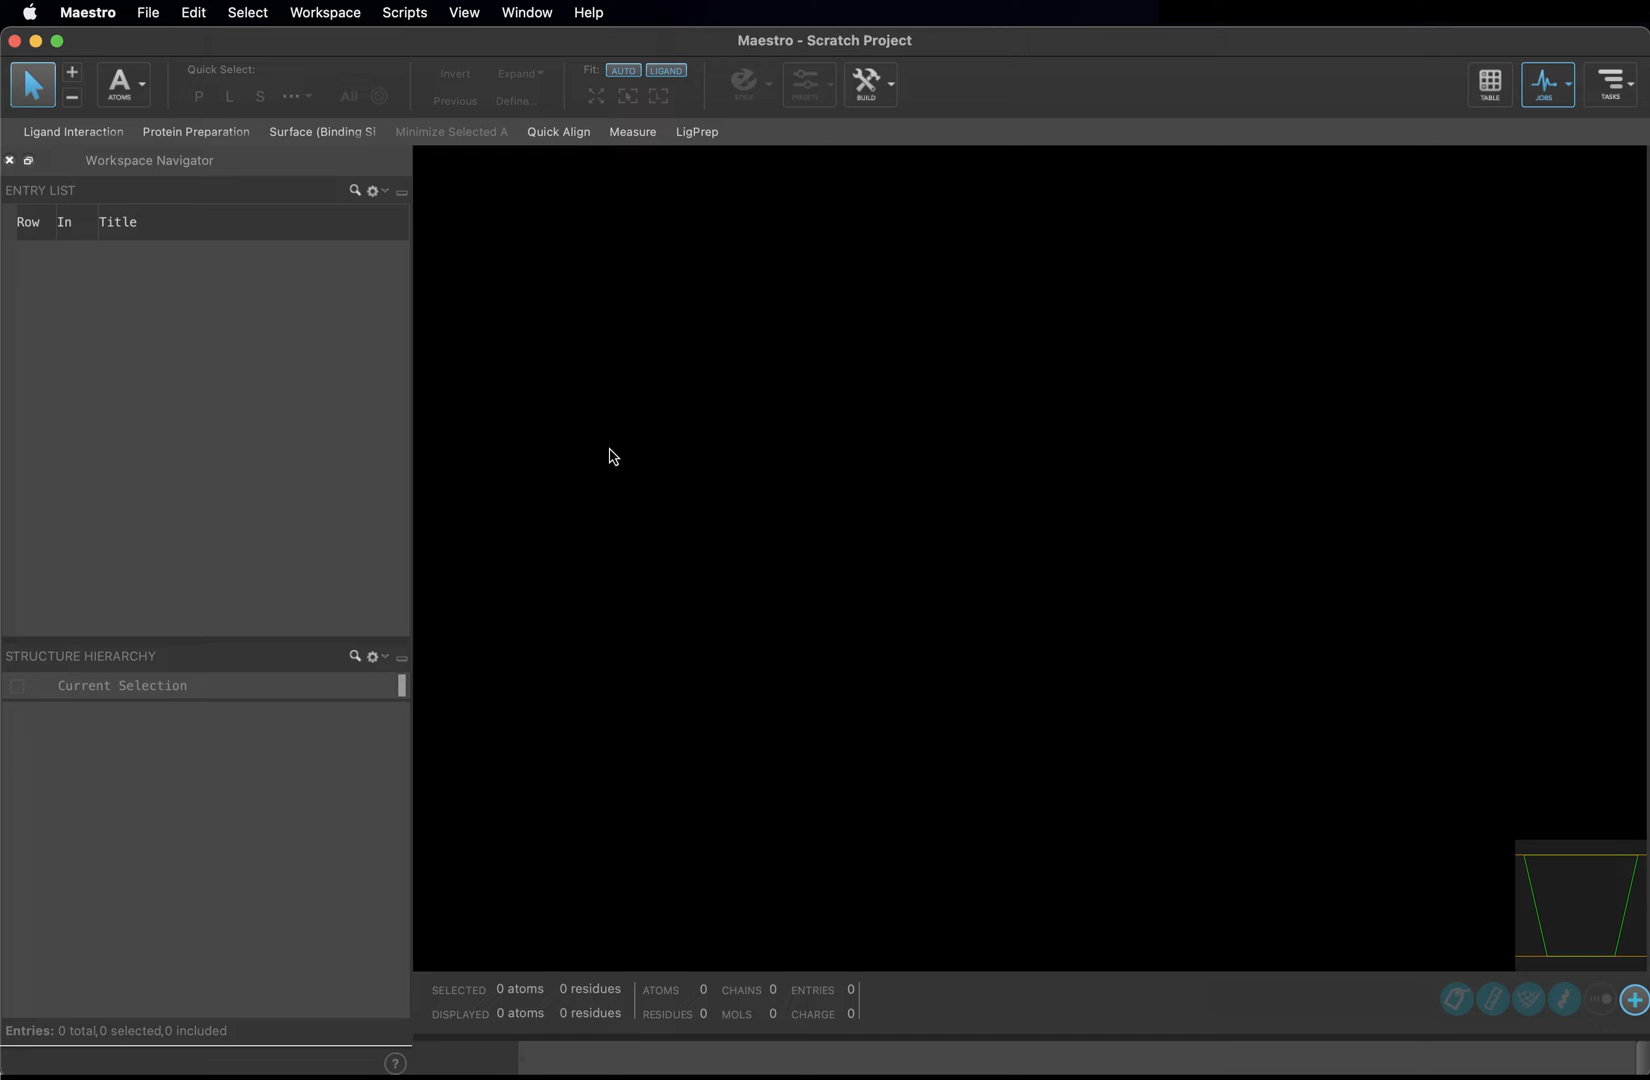 Maestro File Edit Select Workspace Scripts View Window Help
Maestro - Scratch Project
Quick Select:
Invert Expand
Fit: AUTO LIGAND
A
ATOMS
P L S ... All
Previous Define...
STYLE
PRESETS
BUILD
TABLE
JOBS
TASKS
Ligand Interaction Protein Preparation Surface (Binding Si Minimize Selected A Quick Align Measure LigPrep
Workspace Navigator
ENTRY LIST
Row In Title
STRUCTURE HIERARCHY
Current Selection
SELECTED 0 atoms 0 residues ATOMS 0 CHAINS 0 ENTRIES 0
DISPLAYED 0 atoms 0 residues RESIDUES 0 MOLS 0 CHARGE 0
Entries: 0 total,0 selected,0 included
?